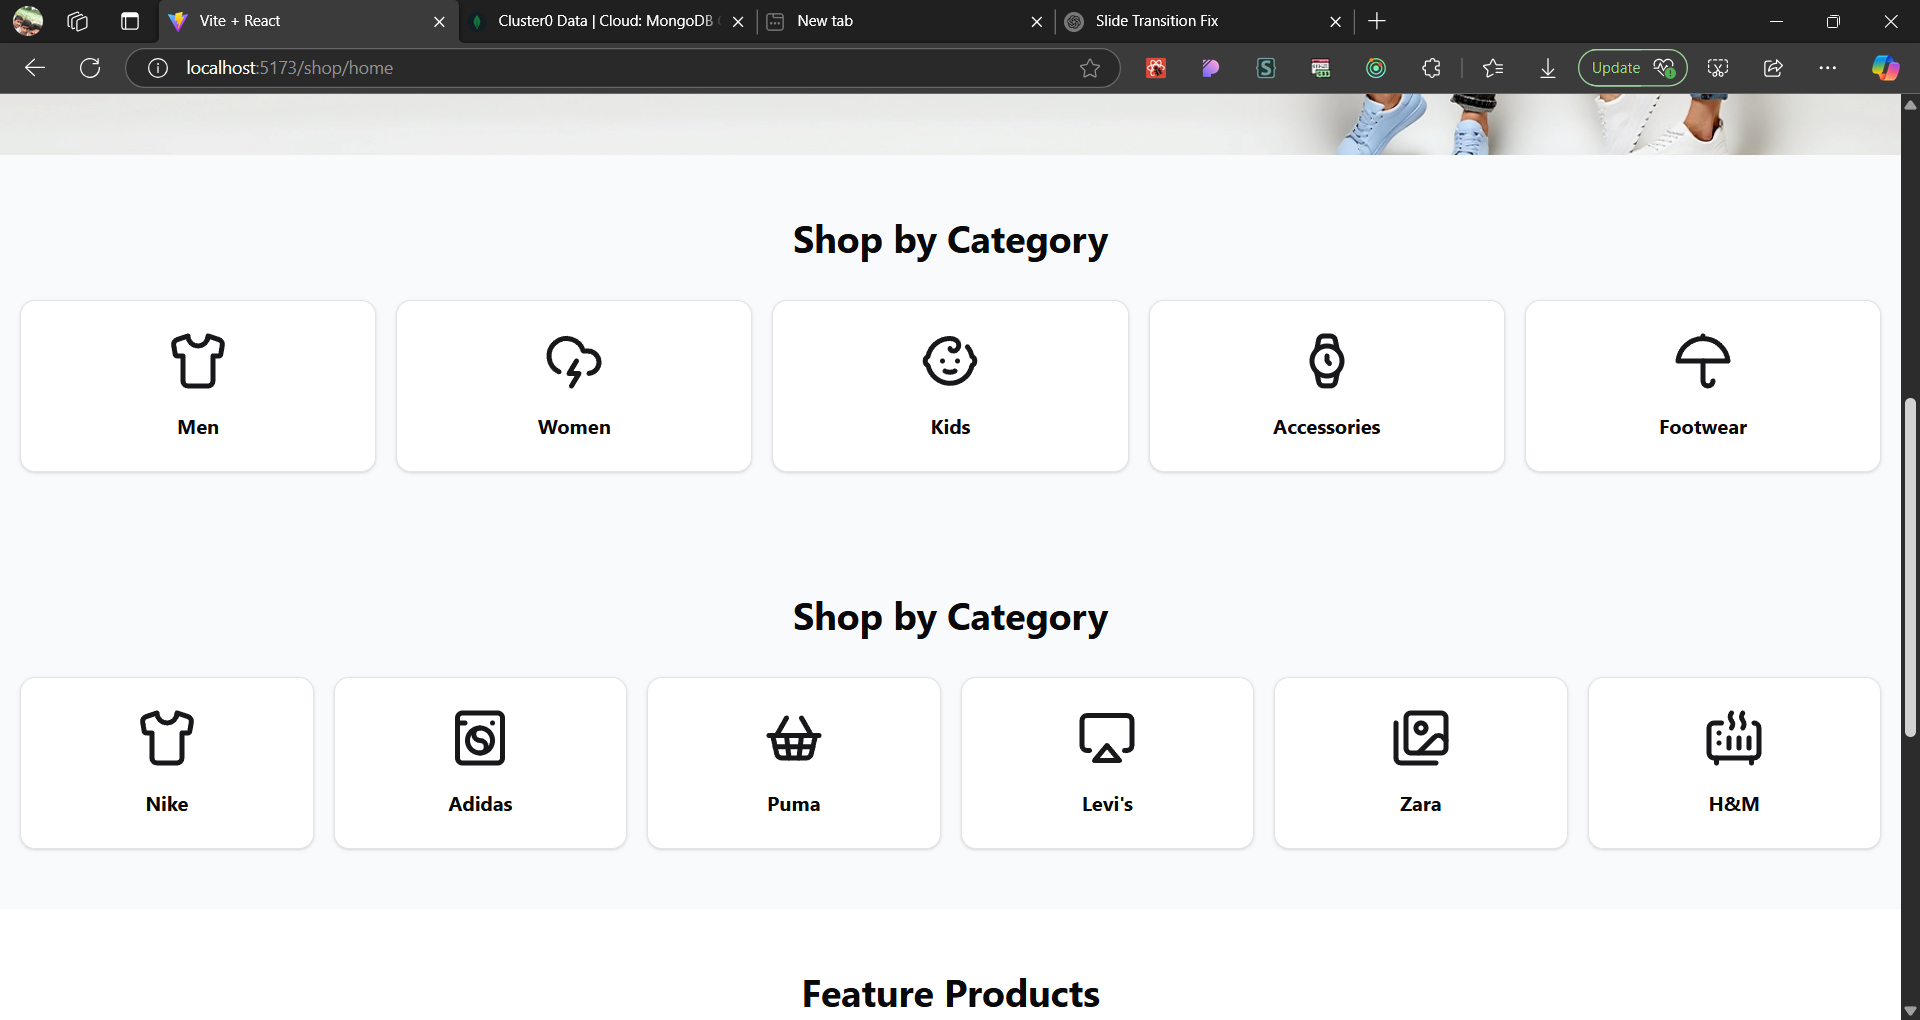 Vite + React
Cluster0 Data | Cloud: MongoDB
New tab
Slide Transition Fix
localhost:5173/shop/home
Update
Shop by Category
Men
Women
Kids
Accessories
Footwear
Shop by Category
Nike
Adidas
Puma
Levi's
Zara
H&M
Feature Products